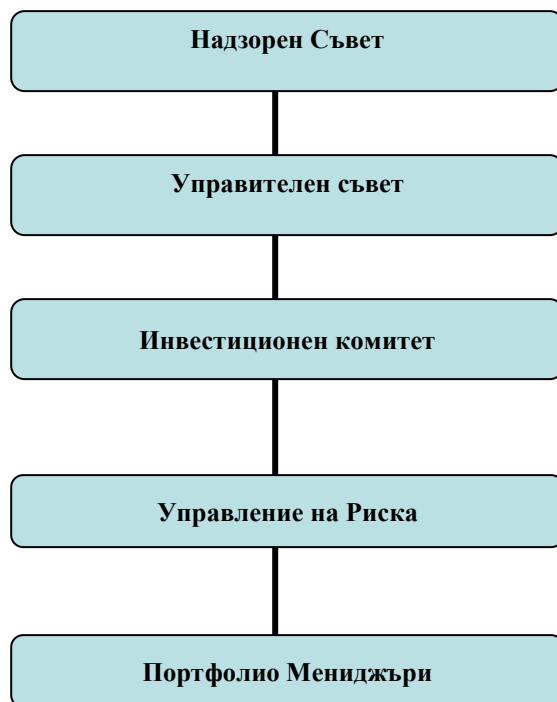 Надзорен Съвет
Управителен съвет
Инвестиционен комитет
Управление на Риска
Портфолио Мениджъри